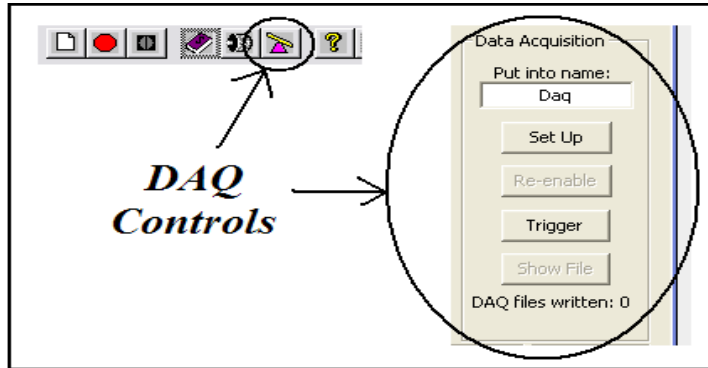 Data Acquisition
Put into name:
Daq
Set Up
Re-enable
Trigger
Show File
DAQ files written: 0
DAQ
Controls
?